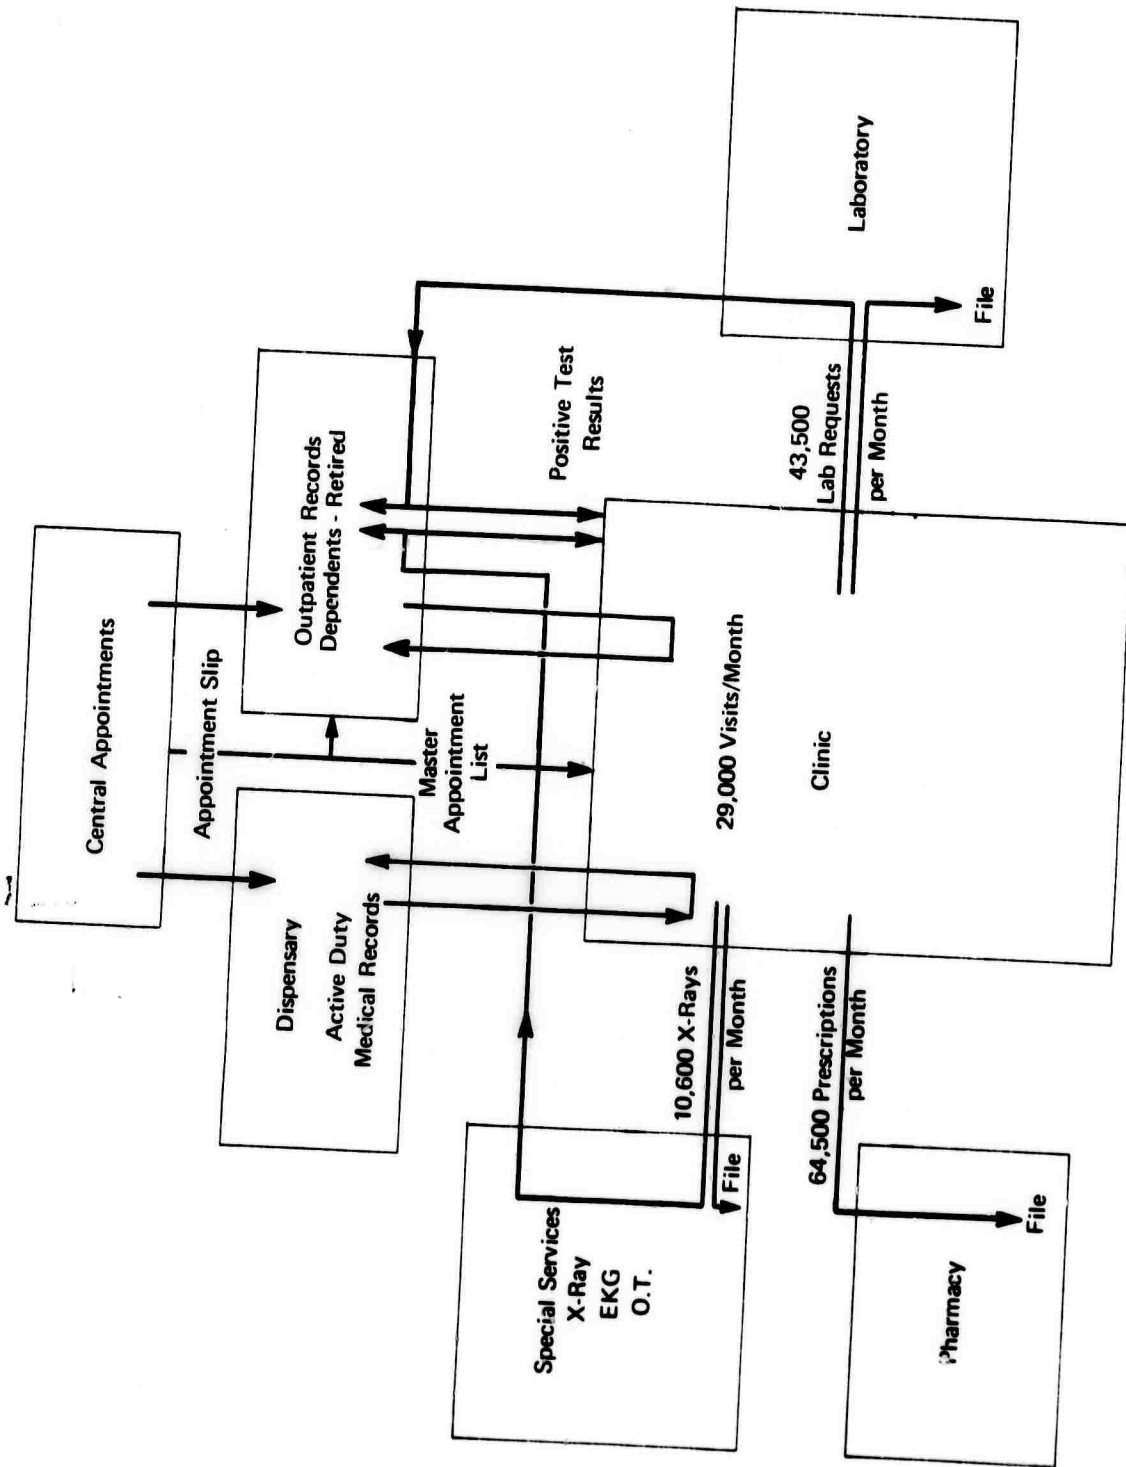 Central Appointments
Appointment Slip
Dispensary
Active Duty
Medical Records
Outpatient Records
Dependents - Retired
Master
Appointment
List
Positive Test
Results
Special Services
X-Ray
EKG
O.T.
File
10,600 X-Rays
per Month
29,000 Visits/Month
Clinic
43,500
Lab Requests
per Month
Laboratory
File
64,500 Prescriptions
per Month
Pharmacy
File